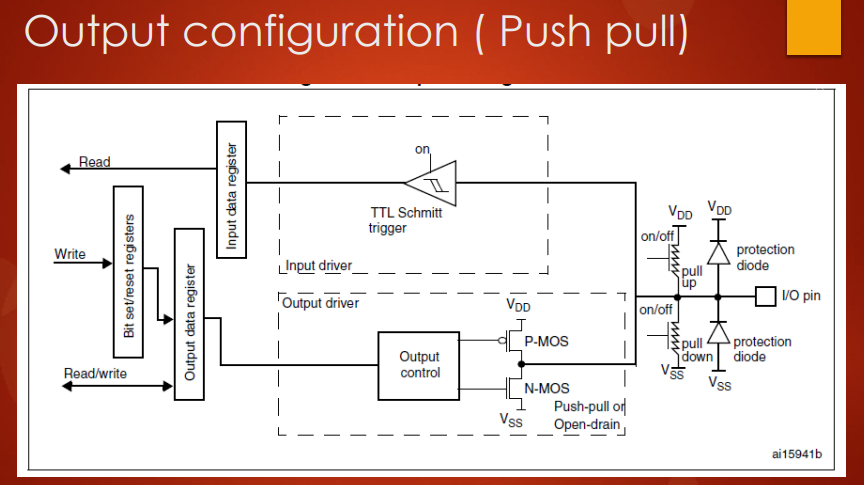 Output configuration ( Push pull)
Read
Input data register
on
TTL Schmitt
trigger
Input driver
Write
Bit set/reset registers
Output data register
Read/write
Output driver
Output
control
VDD
P-MOS
N-MOS
VSS
Push-pull or
Open-drain
VDD
VDD
on/off
pull
up
protection
diode
I/O pin
on/off
pull
down
protection
diode
VSS
VSS
ai15941b